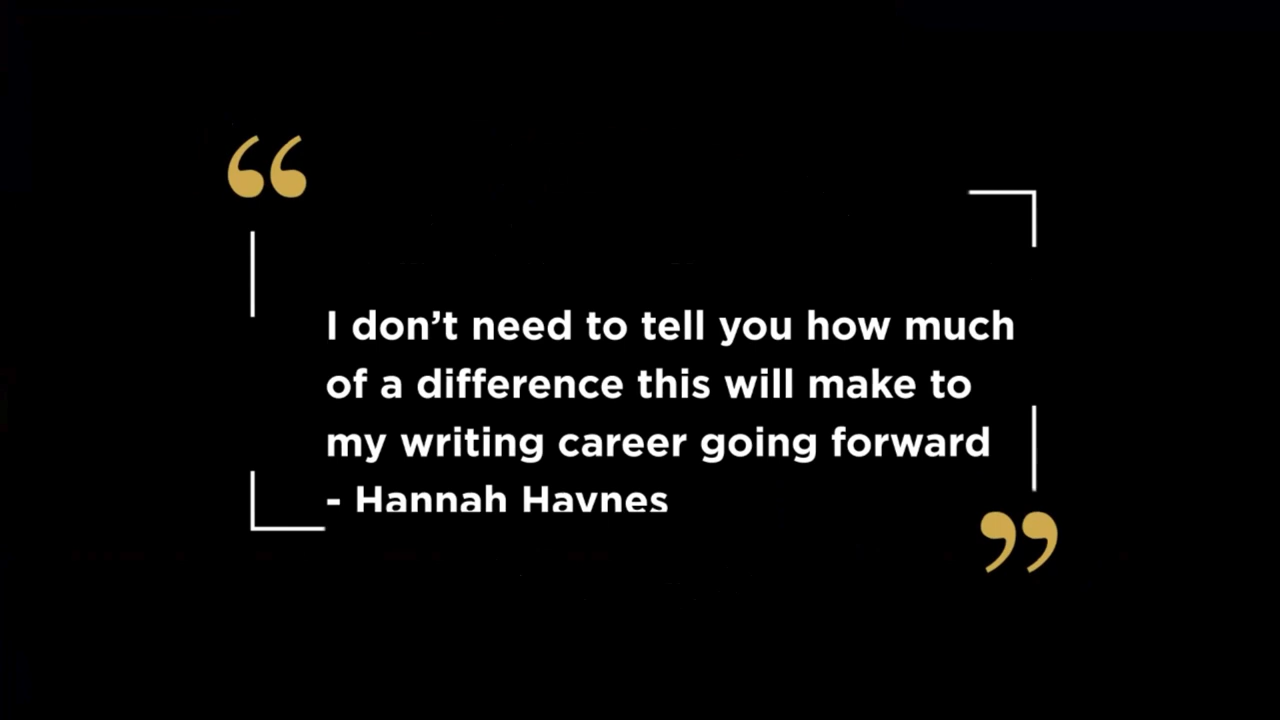 I don’t need to tell you how much
of a difference this will make to
my writing career going forward
- Hannah Haynes